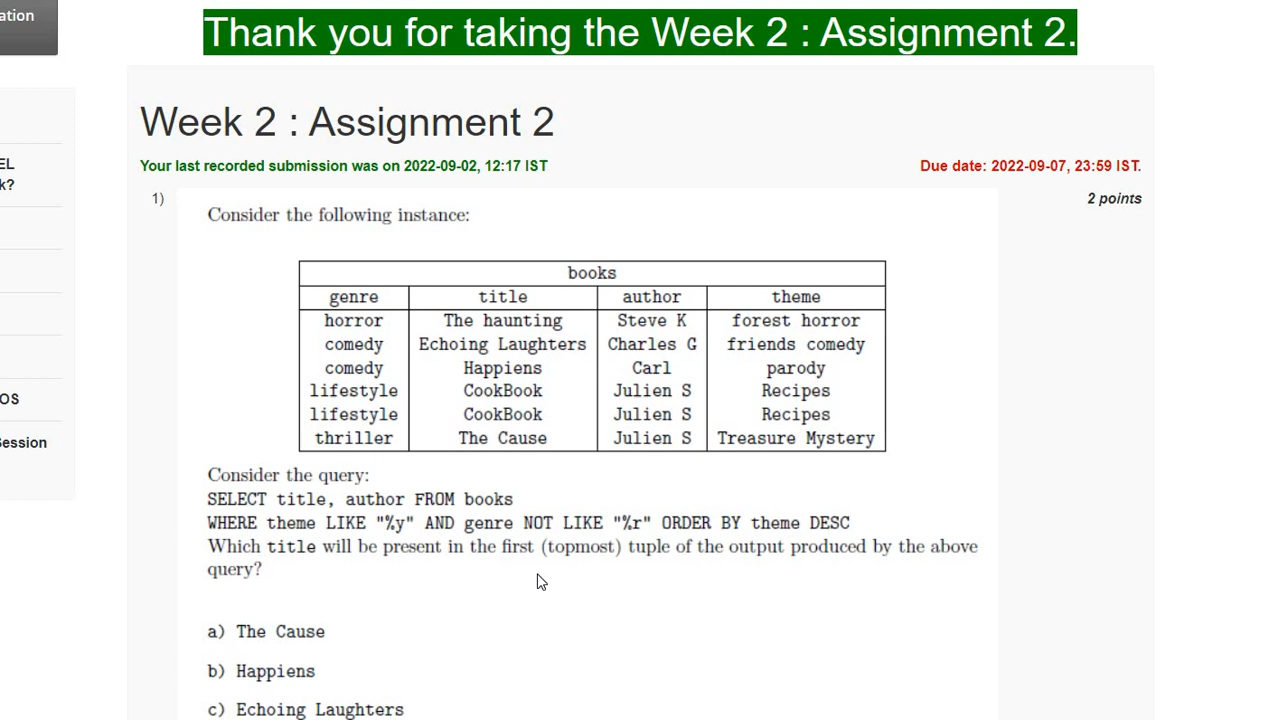 ation
Thank you for taking the Week 2 : Assignment 2.
Week 2 : Assignment 2
EL
Your last recorded submission was on 2022-09-02, 12:17 IST Due date: 2022-09-07, 23:59 IST.
k?
1) 2 points
Consider the following instance:
books
genre title author theme
horror The haunting Steve K forest horror
comedy Echoing Laughters Charles G friends comedy
comedy Happiens Carl parody
lifestyle CookBook Julien S Recipes
OS
lifestyle CookBook Julien S Recipes
Session
thriller The Cause Julien S Treasure Mystery
Consider the query:
SELECT title, author FROM books
WHERE theme LIKE "%y" AND genre NOT LIKE "%r" ORDER BY theme DESC
Which title will be present in the first (topmost) tuple of the output produced by the above
query?
a) The Cause
b) Happiens
c) Echoing Laughters